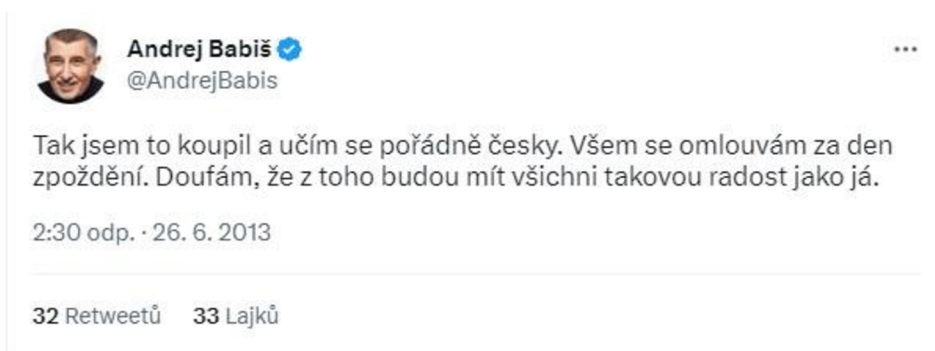 Andrej Babiš
@AndrejBabis
Tak jsem to koupil a učím se pořádně česky. Všem se omlouvám za den
zpoždění. Doufám, že z toho budou mít všichni takovou radost jako já.
2:30 odp. · 26. 6. 2013
32 Retweetů 33 Lajků